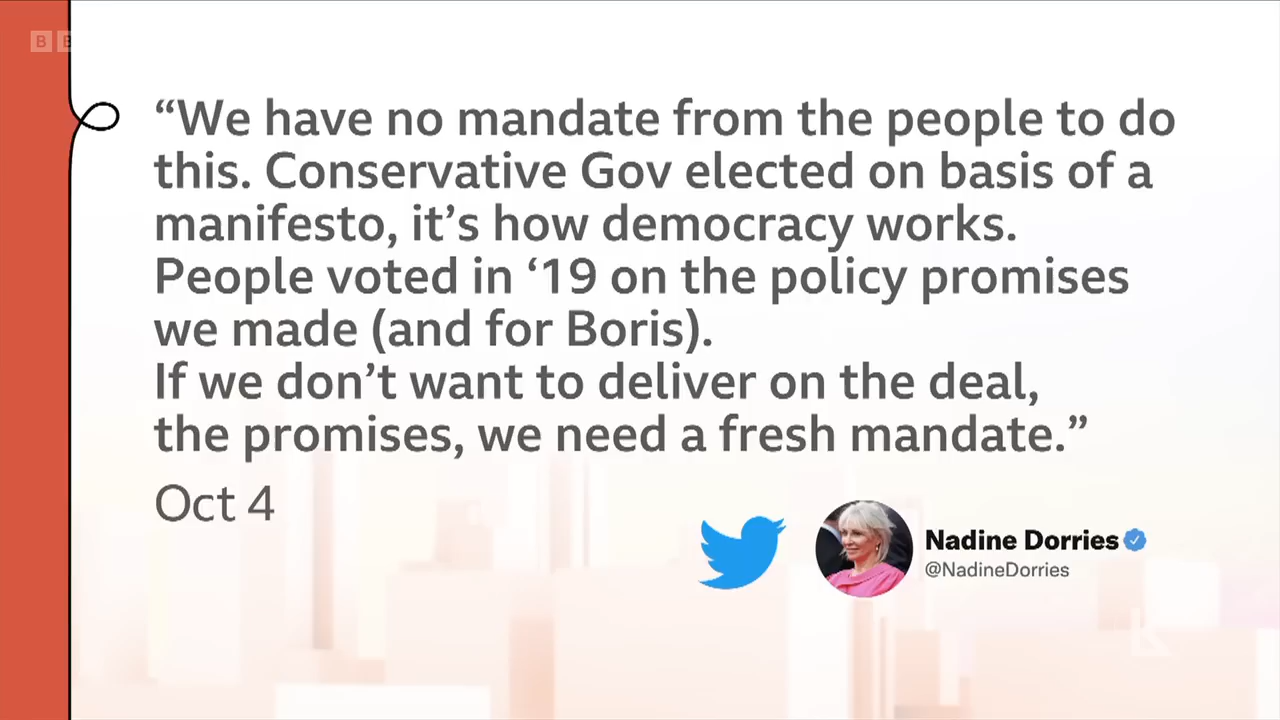 BB
“We have no mandate from the people to do
this. Conservative Gov elected on basis of a
manifesto, it’s how democracy works.
People voted in ‘19 on the policy promises
we made (and for Boris).
If we don’t want to deliver on the deal,
the promises, we need a fresh mandate.”
Oct 4
Nadine Dorries
@NadineDorries